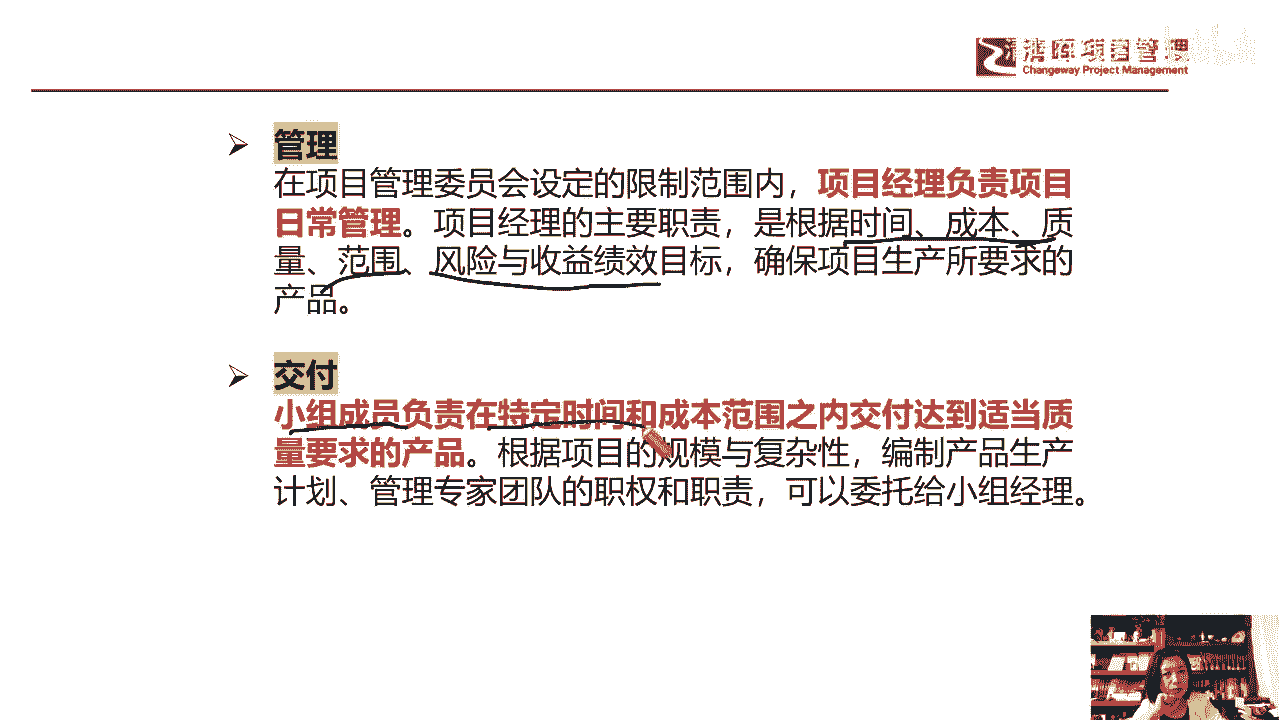 清晖项目管理
Changeway Project Management
管理
在项目管理委员会设定的限制范围内，项目经理负责项目
日常管理。项目经理的主要职责，是根据时间、成本、质
量、范围、风险与收益绩效目标，确保项目生产所要求的
产品。
交付
小组成员负责在特定时间和成本范围之内交付达到适当质
量要求的产品。根据项目的规模与复杂性，编制产品生产
计划、管理专家团队的职权和职责，可以委托给小组经理。